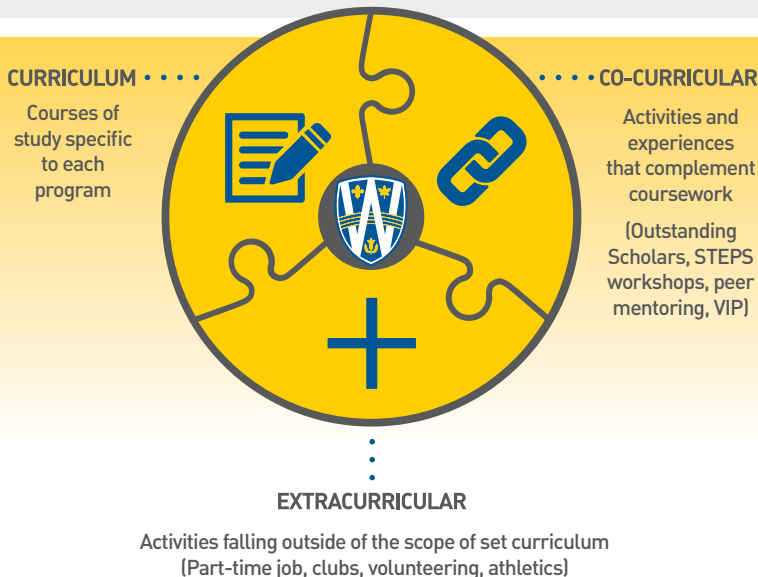 CURRICULUM
Courses of
study specific
to each
program
CO-CURRICULAR
Activities and
experiences
that complement
coursework
(Outstanding
Scholars, STEPS
workshops, peer
mentoring, VIP)
W
EXTRACURRICULAR
Activities falling outside of the scope of set curriculum
(Part-time job, clubs, volunteering, athletics)